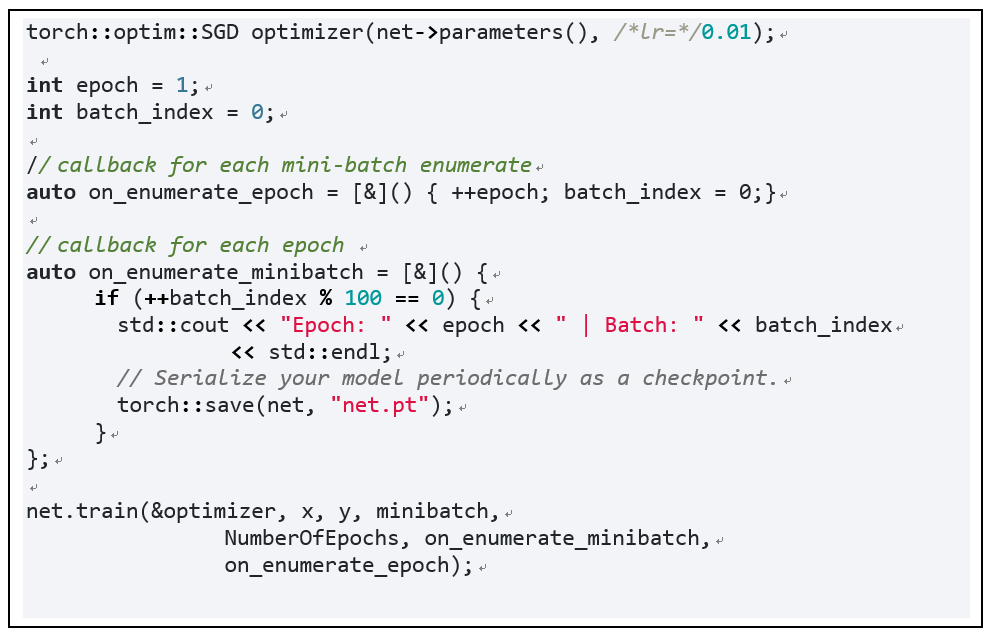 torch::optim::SGD optimizer(net->parameters(), /*lr=*/0.01);↵
↵
int epoch = 1;↵
int batch_index = 0;↵
↵
// callback for each mini-batch enumerate↵
auto on_enumerate_epoch = [&]() { ++epoch; batch_index = 0;}↵
↵
// callback for each epoch ↵
auto on_enumerate_minibatch = [&]() {↵
if (++batch_index % 100 == 0) {↵
std::cout << "Epoch: " << epoch << " | Batch: " << batch_index↵
<< std::endl;↵
// Serialize your model periodically as a checkpoint.↵
torch::save(net, "net.pt");↵
}↵
};↵
↵
net.train(&optimizer, x, y, minibatch,↵
NumberOfEpochs, on_enumerate_minibatch,↵
on_enumerate_epoch);↵